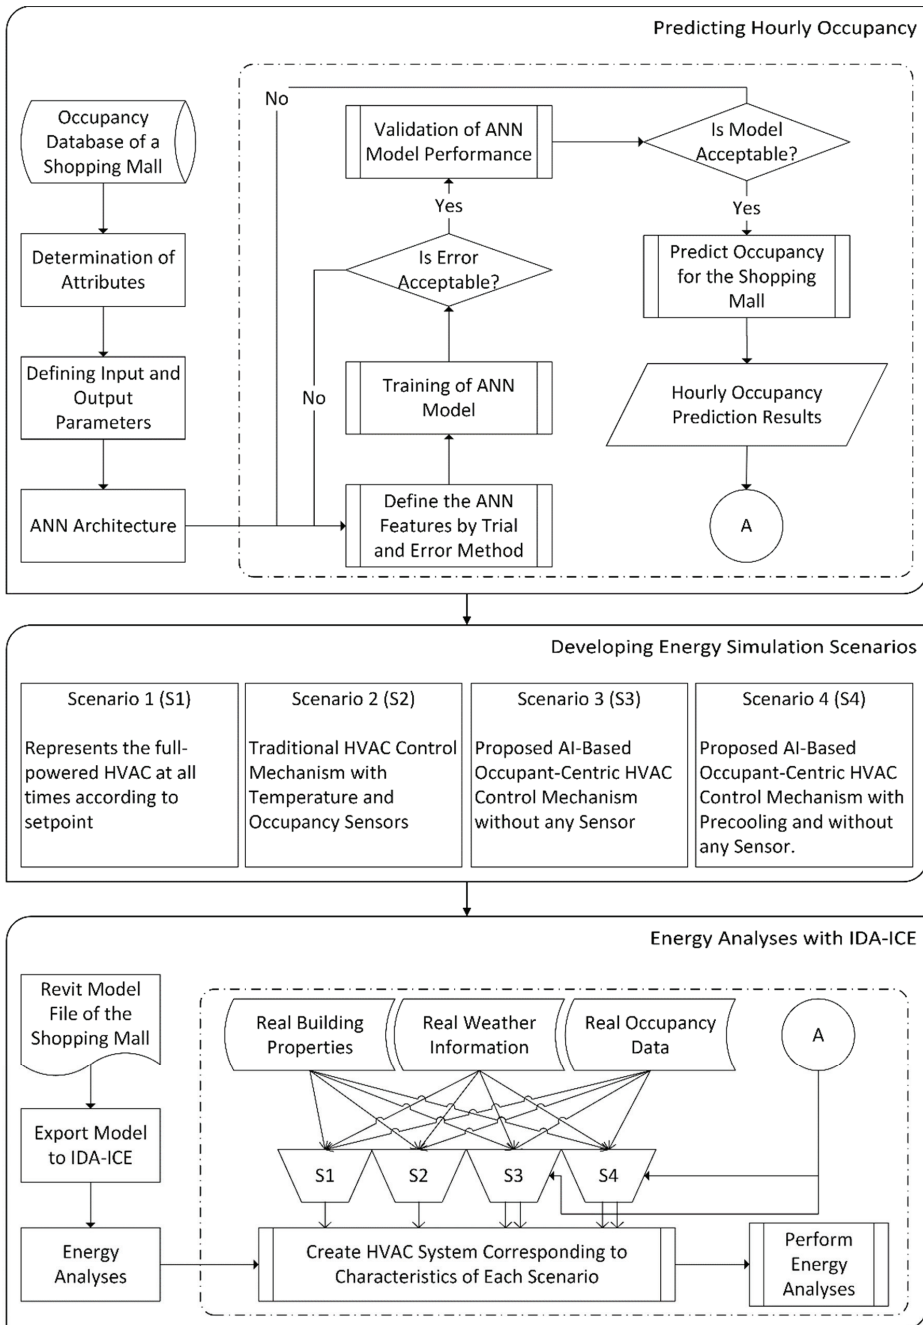 Predicting Hourly Occupancy
Occupancy
Database of a
Shopping Mall
Determination of
Attributes
Defining Input and
Output
Parameters
ANN Architecture
No
No
Define the ANN
Features by Trial
and Error Method
Training of ANN
Model
Is Error
Acceptable?
Yes
Validation of ANN
Model Performance
Is Model
Acceptable?
Yes
Predict Occupancy
for the Shopping
Mall
Hourly Occupancy
Prediction Results
A
Developing Energy Simulation Scenarios
Scenario 1 (S1)
Represents the full-
powered HVAC at all
times according to
setpoint
Scenario 2 (S2)
Traditional HVAC Control
Mechanism with
Temperature and
Occupancy Sensors
Scenario 3 (S3)
Proposed AI-Based
Occupant-Centric HVAC
Control Mechanism
without any Sensor
Scenario 4 (S4)
Proposed AI-Based
Occupant-Centric HVAC
Control Mechanism with
Precooling and without
any Sensor.
Energy Analyses with IDA-ICE
Revit Model
File of the
Shopping Mall
Export Model
to IDA-ICE
Energy
Analyses
Real Building
Properties
Real Weather
Information
Real Occupancy
Data
A
S1
S2
S3
S4
Create HVAC System Corresponding to
Characteristics of Each Scenario
Perform
Energy
Analyses